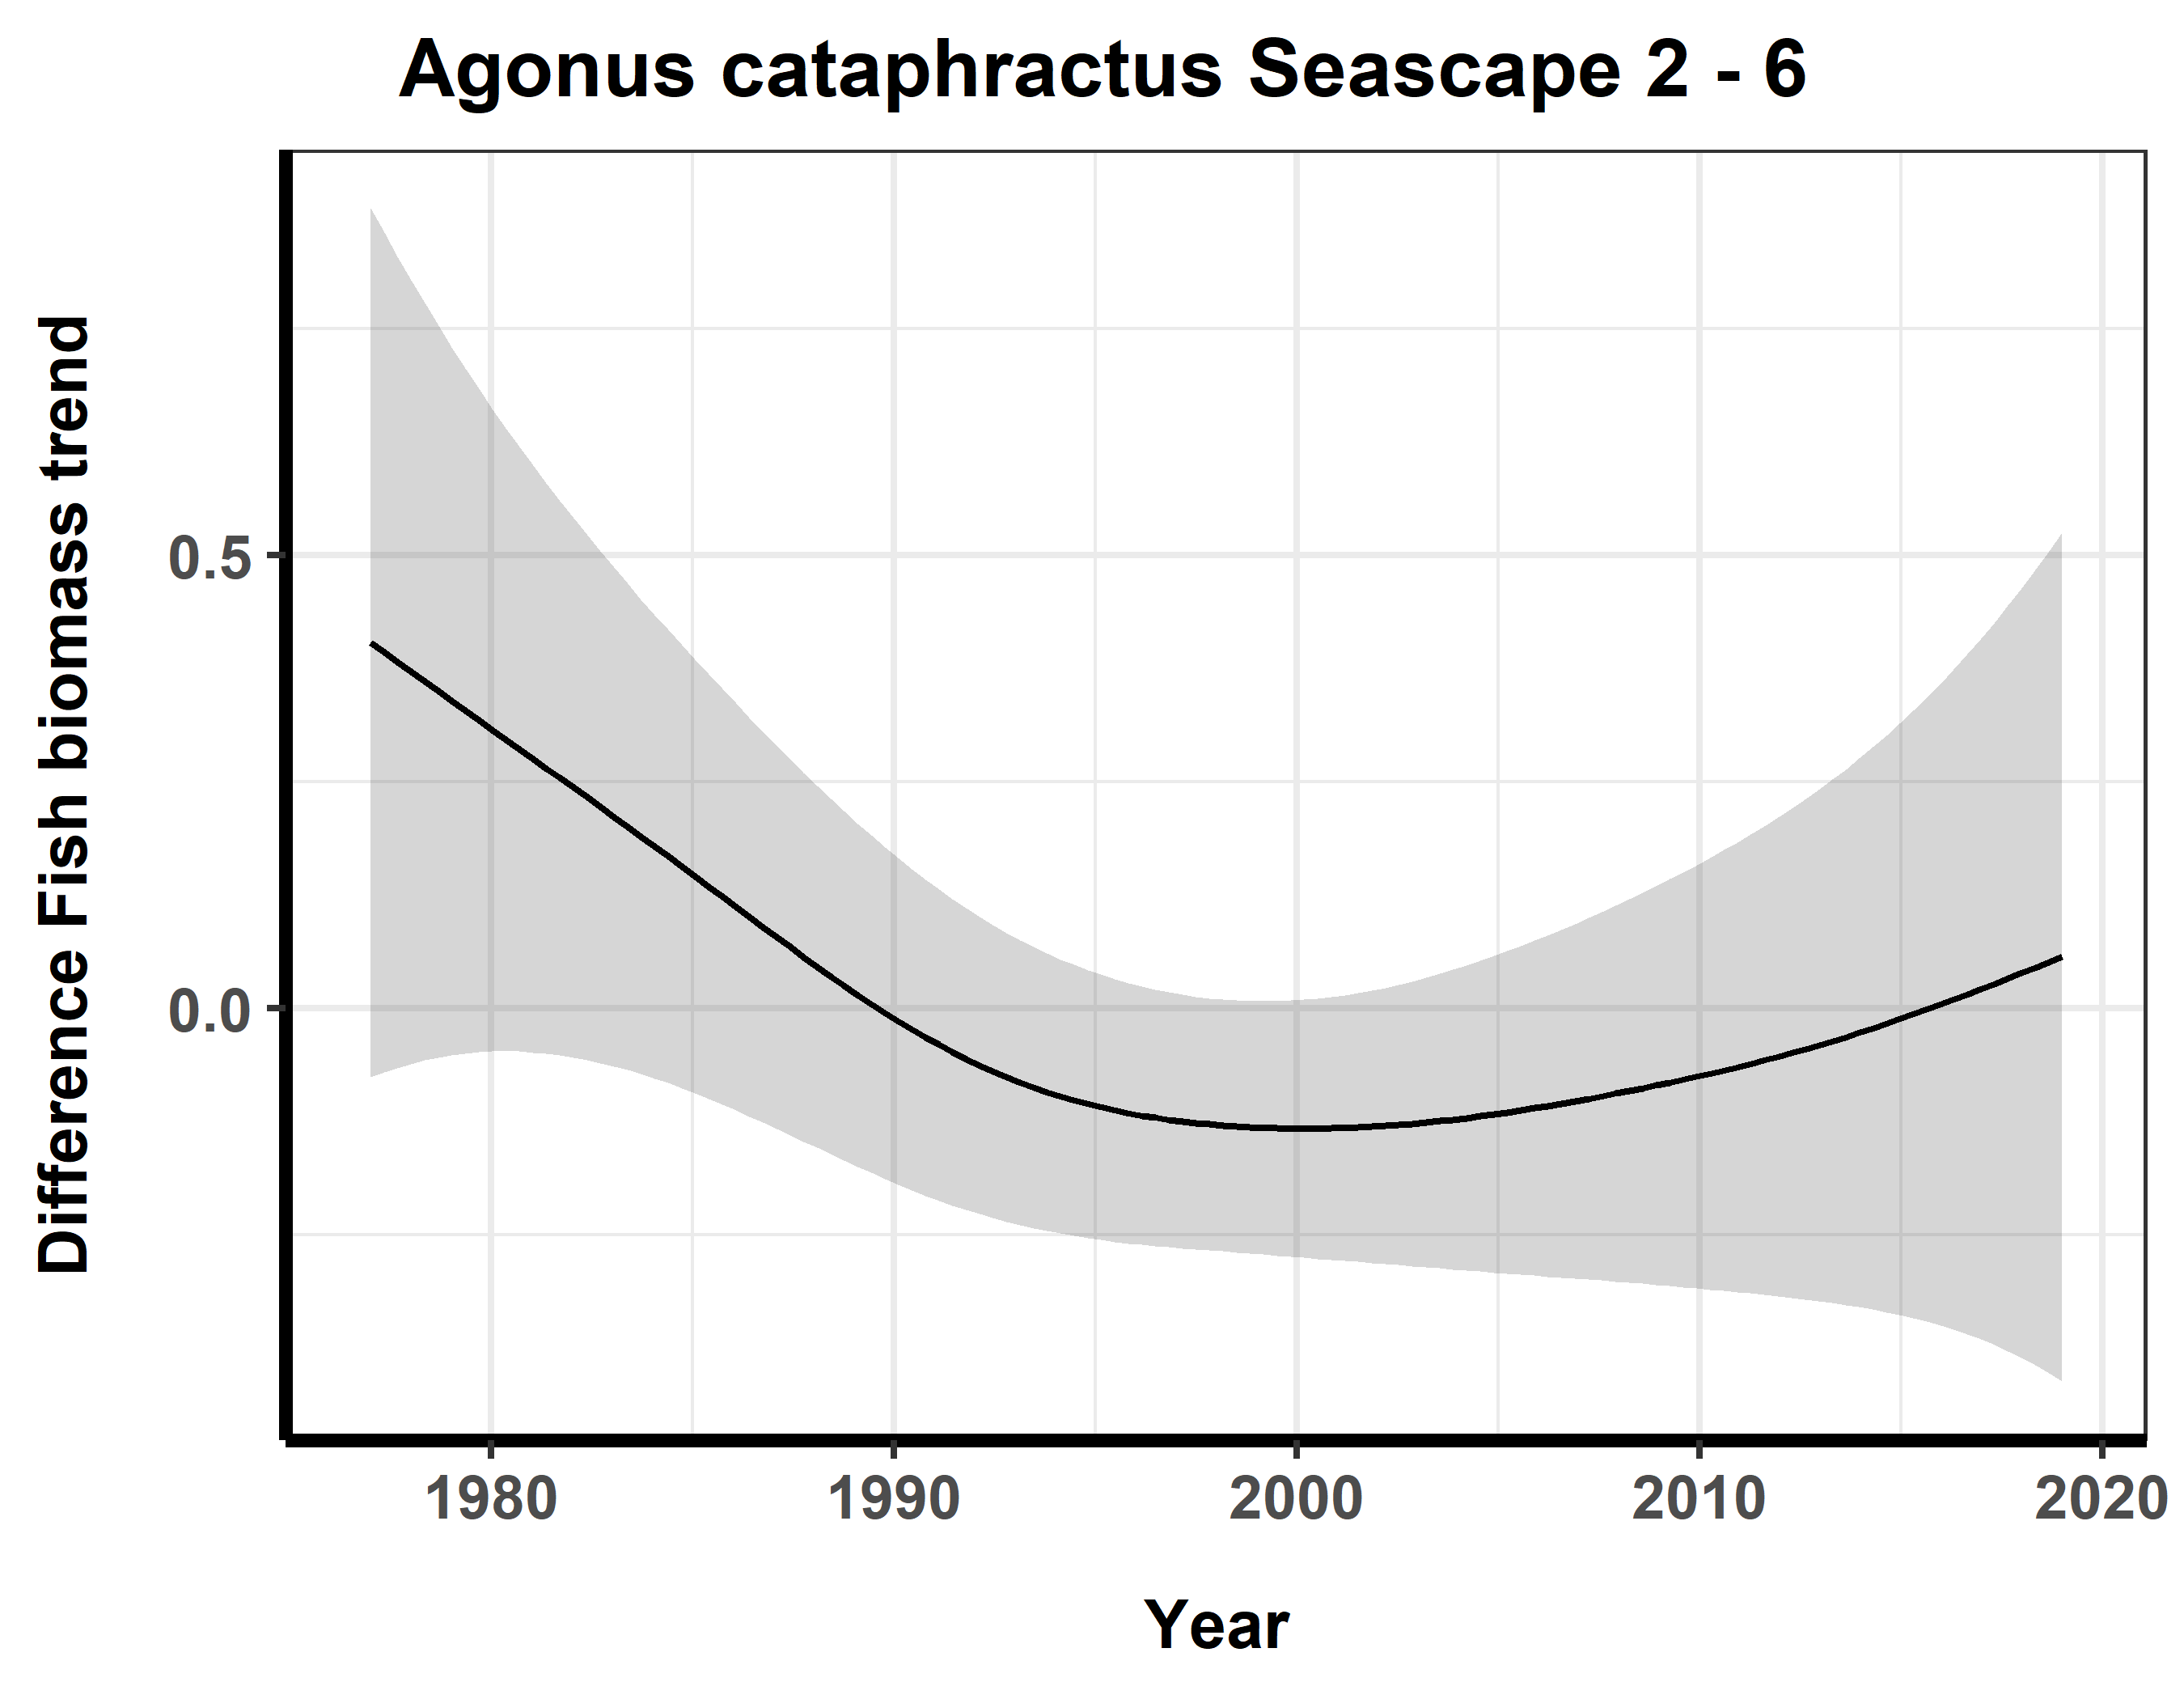 Agonus cataphractus Seascape 2 - 6
Difference Fish biomass trend
0.5
0.0
1980 1990 2000 2010 2020
Year